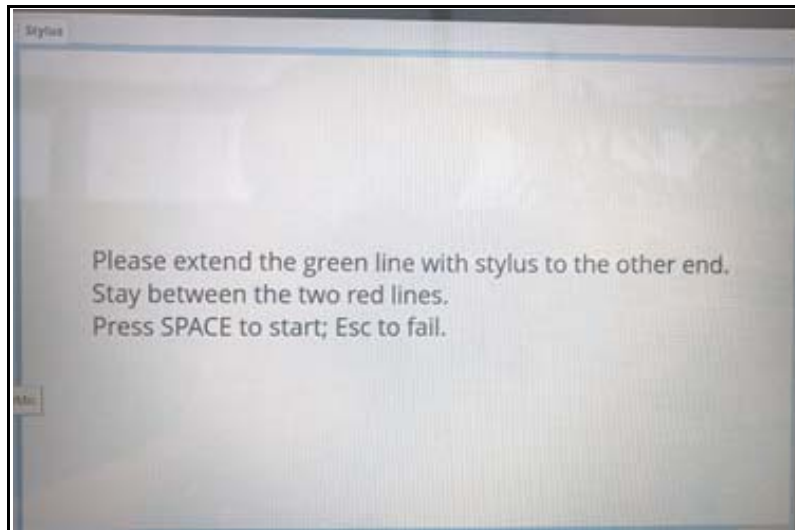 Stylus
Please extend the green line with stylus to the other end.
Stay between the two red lines.
Press SPACE to start; Esc to fail.